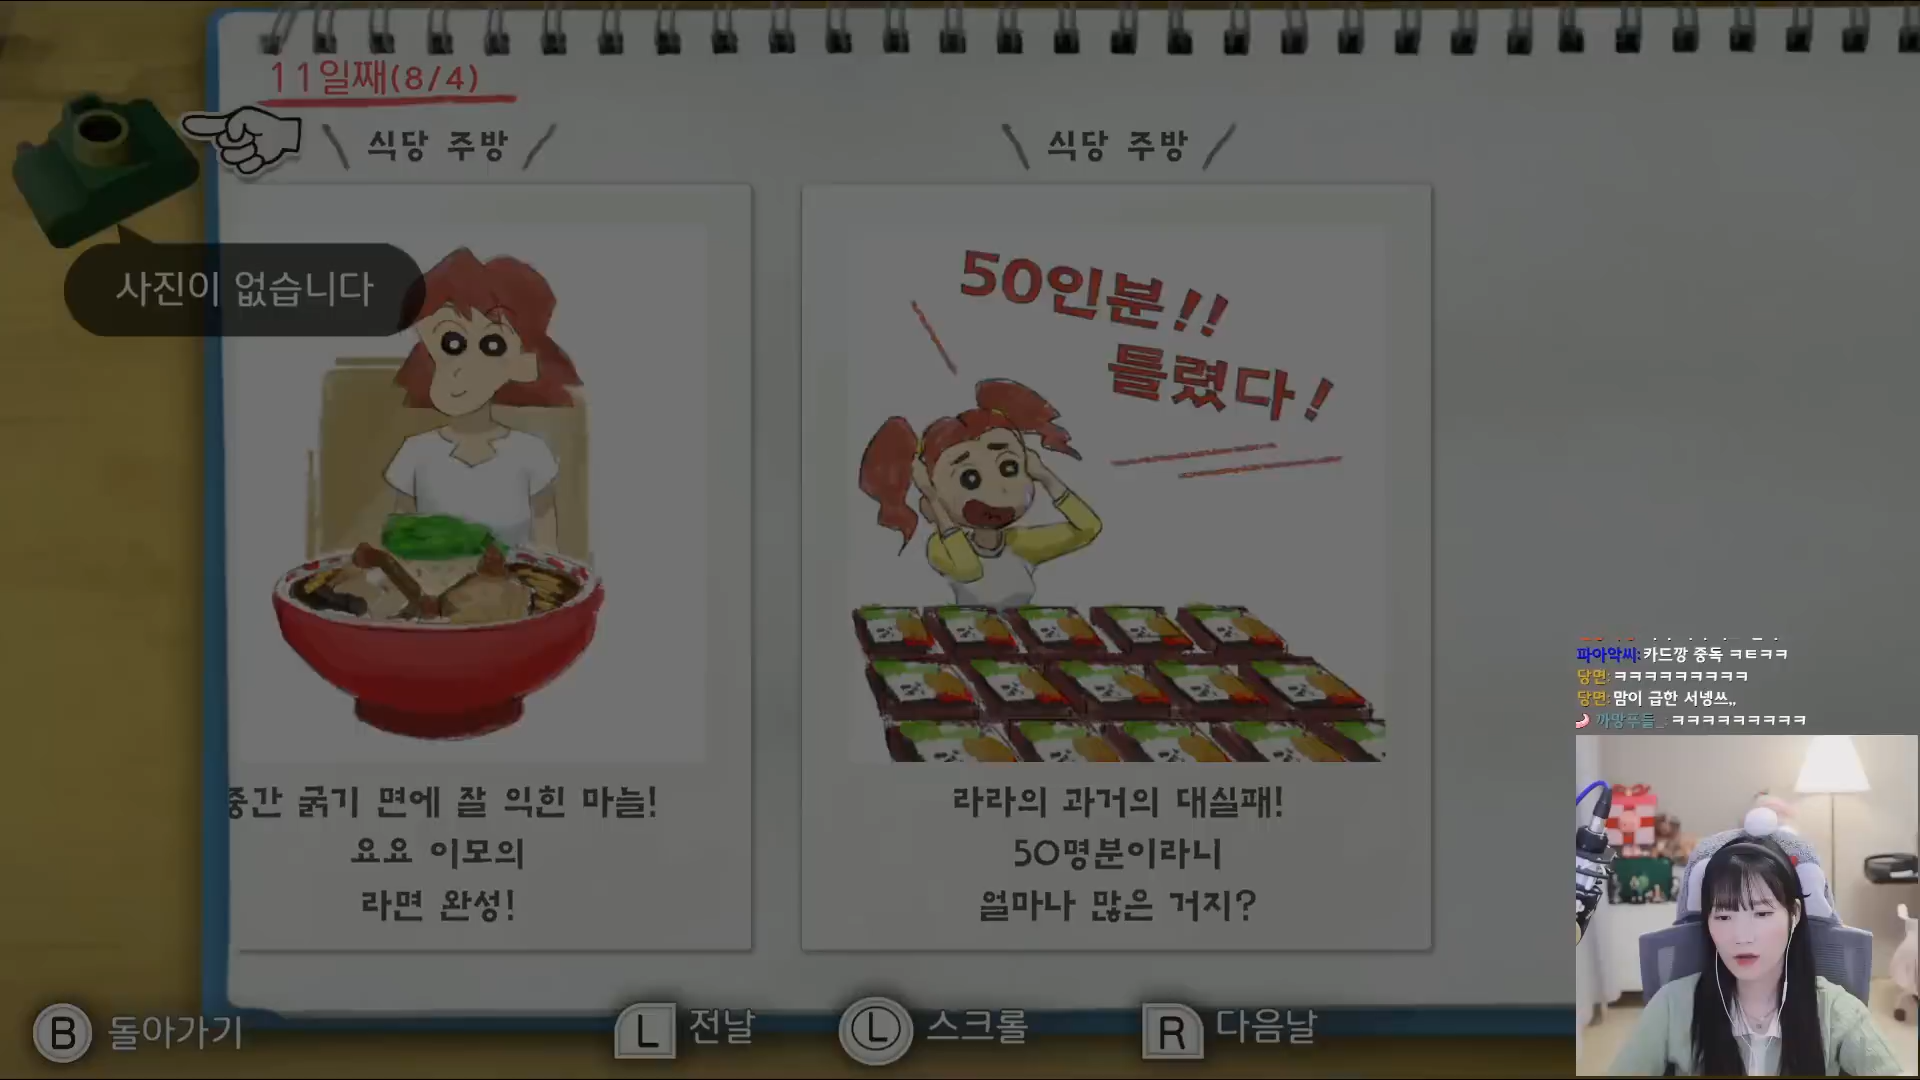 11일째(8/4)
식당 주방
식당 주방
사진이 없습니다
50인분!!
틀렸다!
중간 굵기 면에 잘 익힌 마늘!
요요 이모의
라면 완성!
라라의 과거의 대실패!
50명분이라니
얼마나 많은 거지?
파아악씨: 카드깡 중독 ㅋㅌㅋㅋ
당면: ㅋㅋㅋㅋㅋㅋㅋㅋㅋ
당면: 맘이 급한 서넹쓰,,
까망푸들_: ㅋㅋㅋㅋㅋㅋㅋㅋㅋ
B 돌아가기
L 전날
L 스크롤
R 다음날